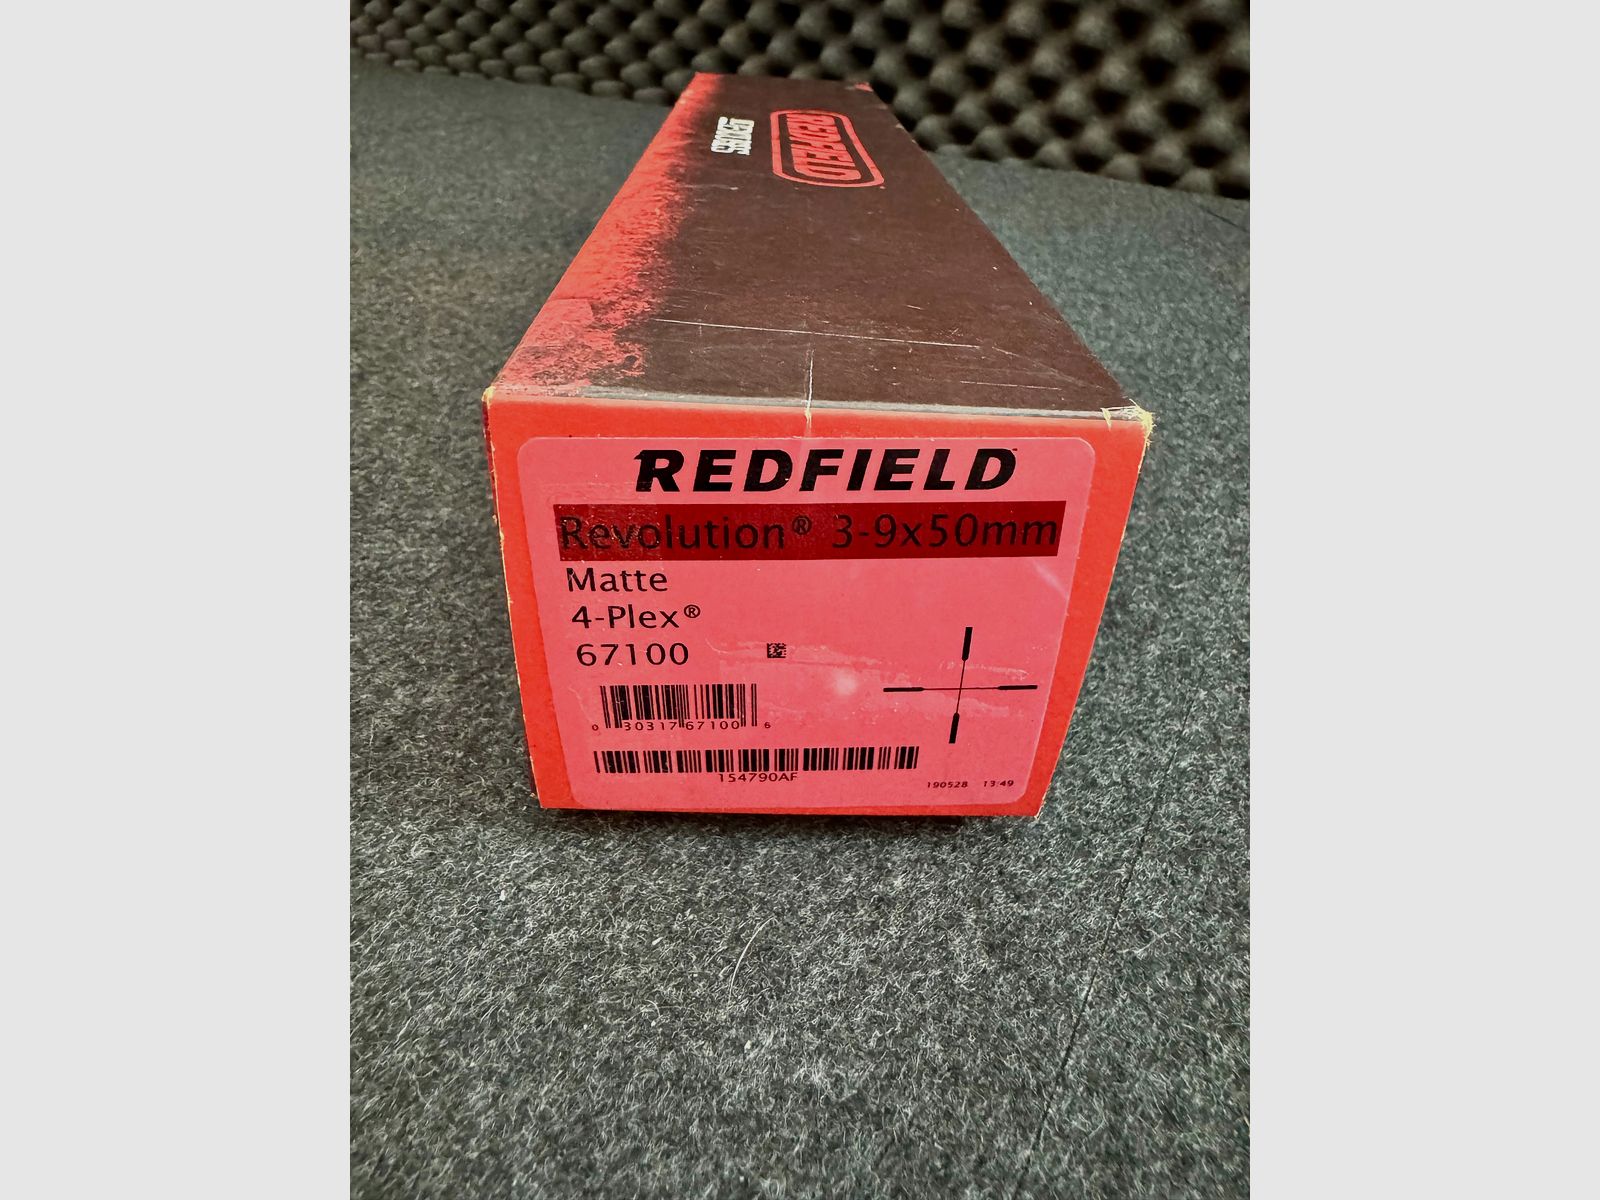 REDFIELD
REDFIELD
Revolution® 3-9x50mm
Matte
4-Plex®
67100
0 30317 67100 6
154790AF
190528 13:49